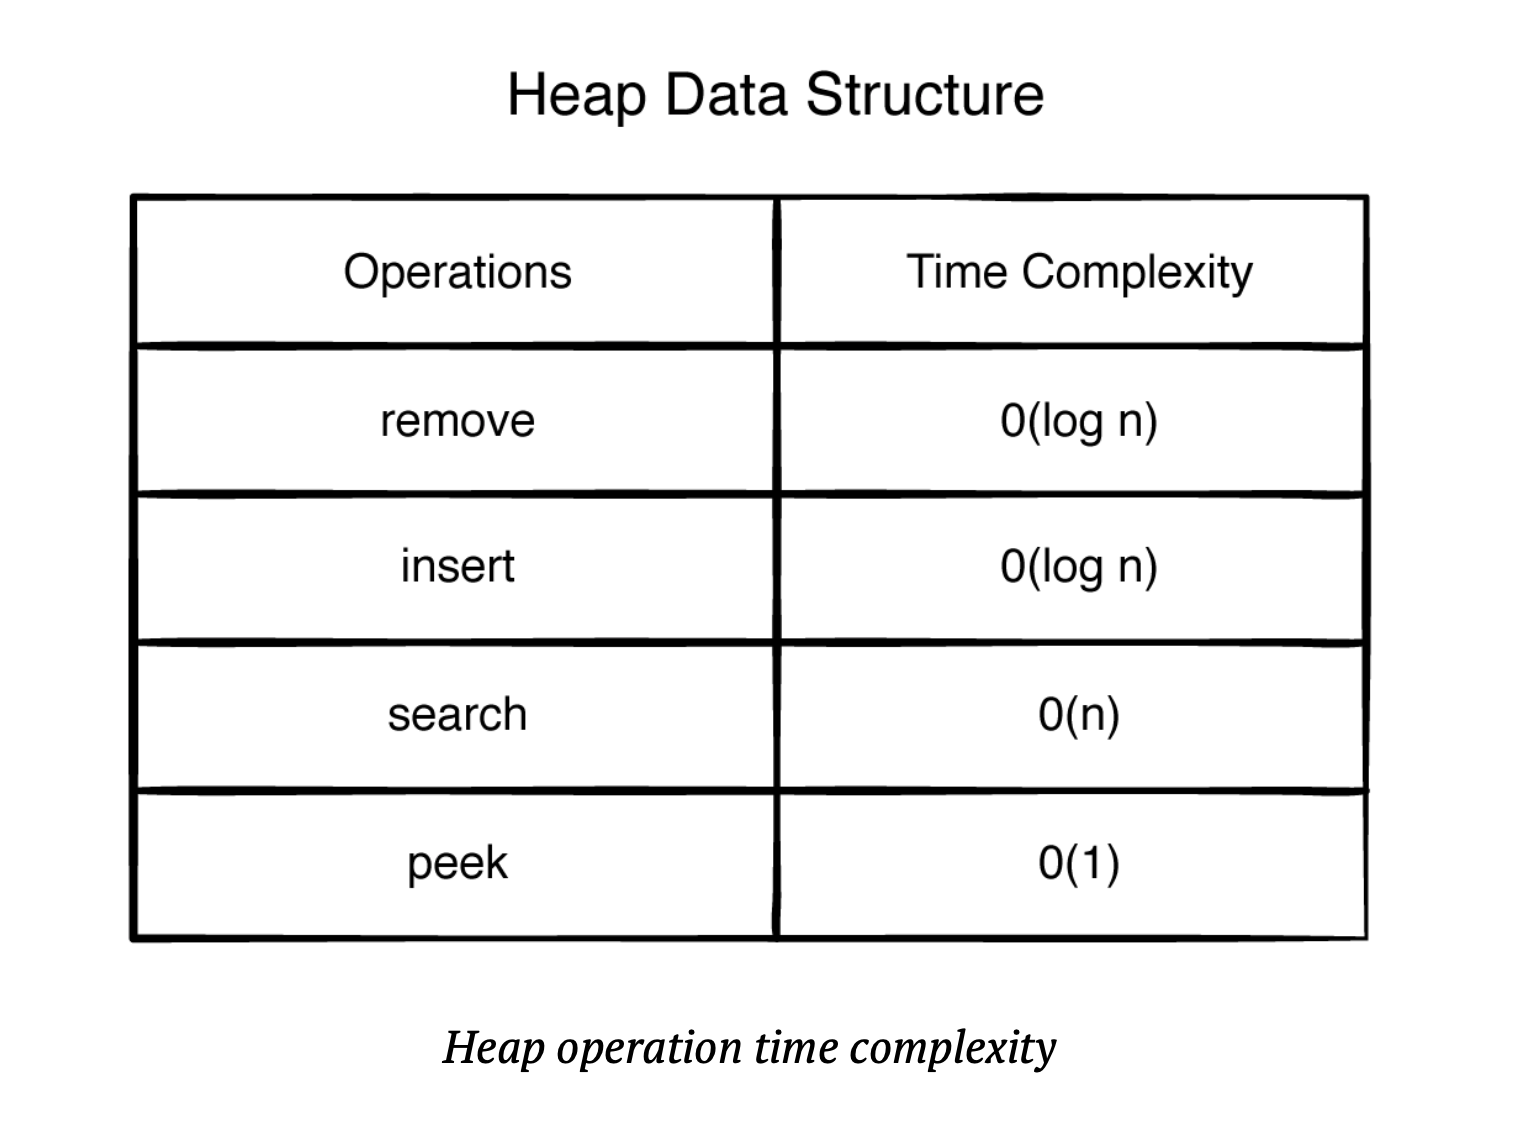 Heap Data Structure
Operations Time Complexity
remove 0(log n)
insert 0(log n)
search 0(n)
peek 0(1)
Heap operation time complexity